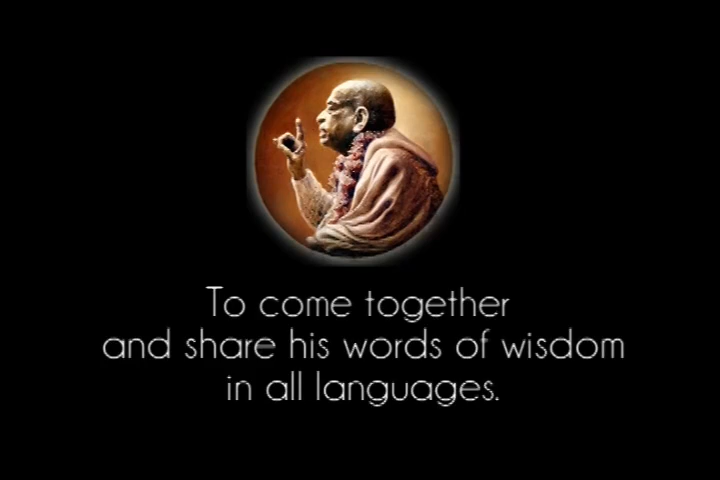 To come together
and share his words of wisdom
in all languages.